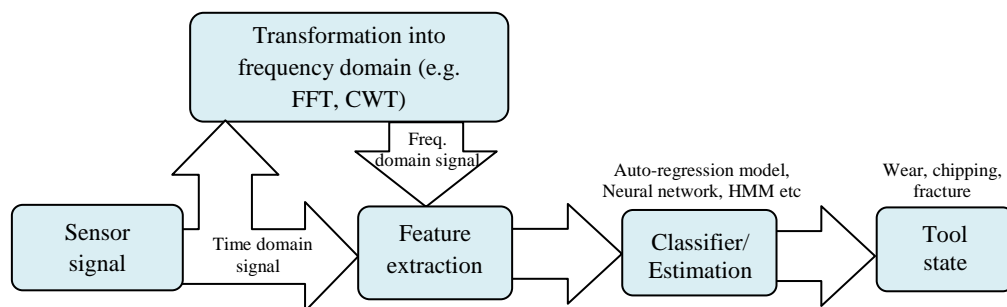 Transformation into
frequency domain (e.g.
FFT, CWT)
Freq.
domain signal
Auto-regression model,
Neural network, HMM etc
Wear, chipping,
fracture
Sensor
signal
Time domain
signal
Feature
extraction
Classifier/
Estimation
Tool
state